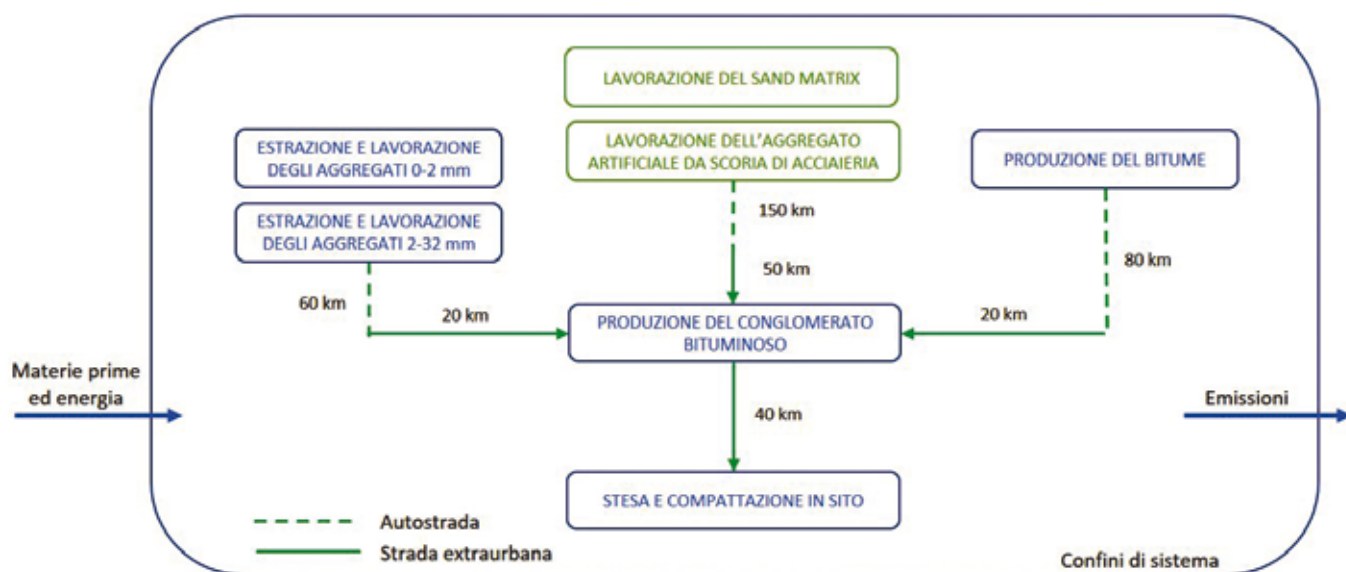 LAVORAZIONE DEL SAND MATRIX
ESTRAZIONE E LAVORAZIONE
DEGLI AGGREGATI 0-2 mm
LAVORAZIONE DELL'AGGREGATO
ARTIFICIALE DA SCORIA DI ACCIAIERIA
PRODUZIONE DEL BITUME
ESTRAZIONE E LAVORAZIONE
DEGLI AGGREGATI 2-32 mm
150 km
80 km
50 km
60 km
20 km
PRODUZIONE DEL CONGLOMERATO
BITUMINOSO
20 km
Materie prime
ed energia
Emissioni
40 km
STESA E COMPATTAZIONE IN SITO
Autostrada
Strada extraurbana
Confini di sistema